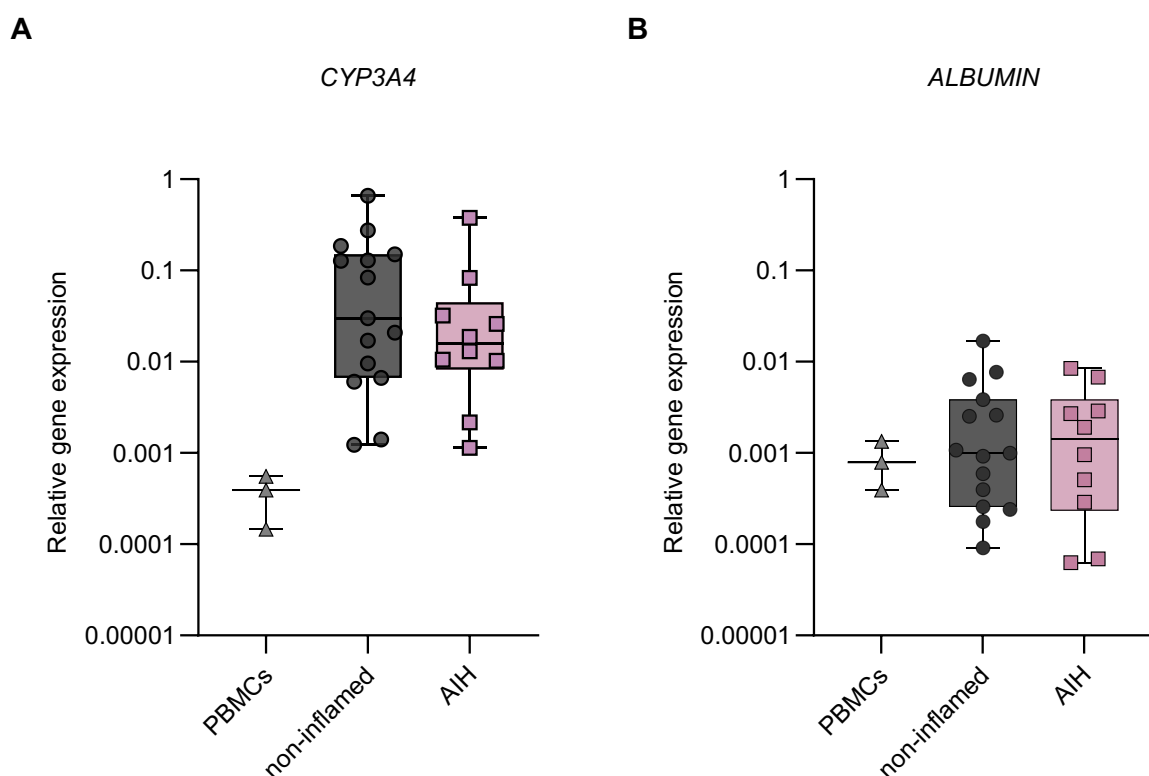 A
CYP3A4
Relative gene expression
1
0.1
0.01
0.001
0.0001
0.00001
PBMCs
non-inflamed
AIH
B
ALBUMIN
Relative gene expression
1
0.1
0.01
0.001
0.0001
0.00001
PBMCs
non-inflamed
AIH